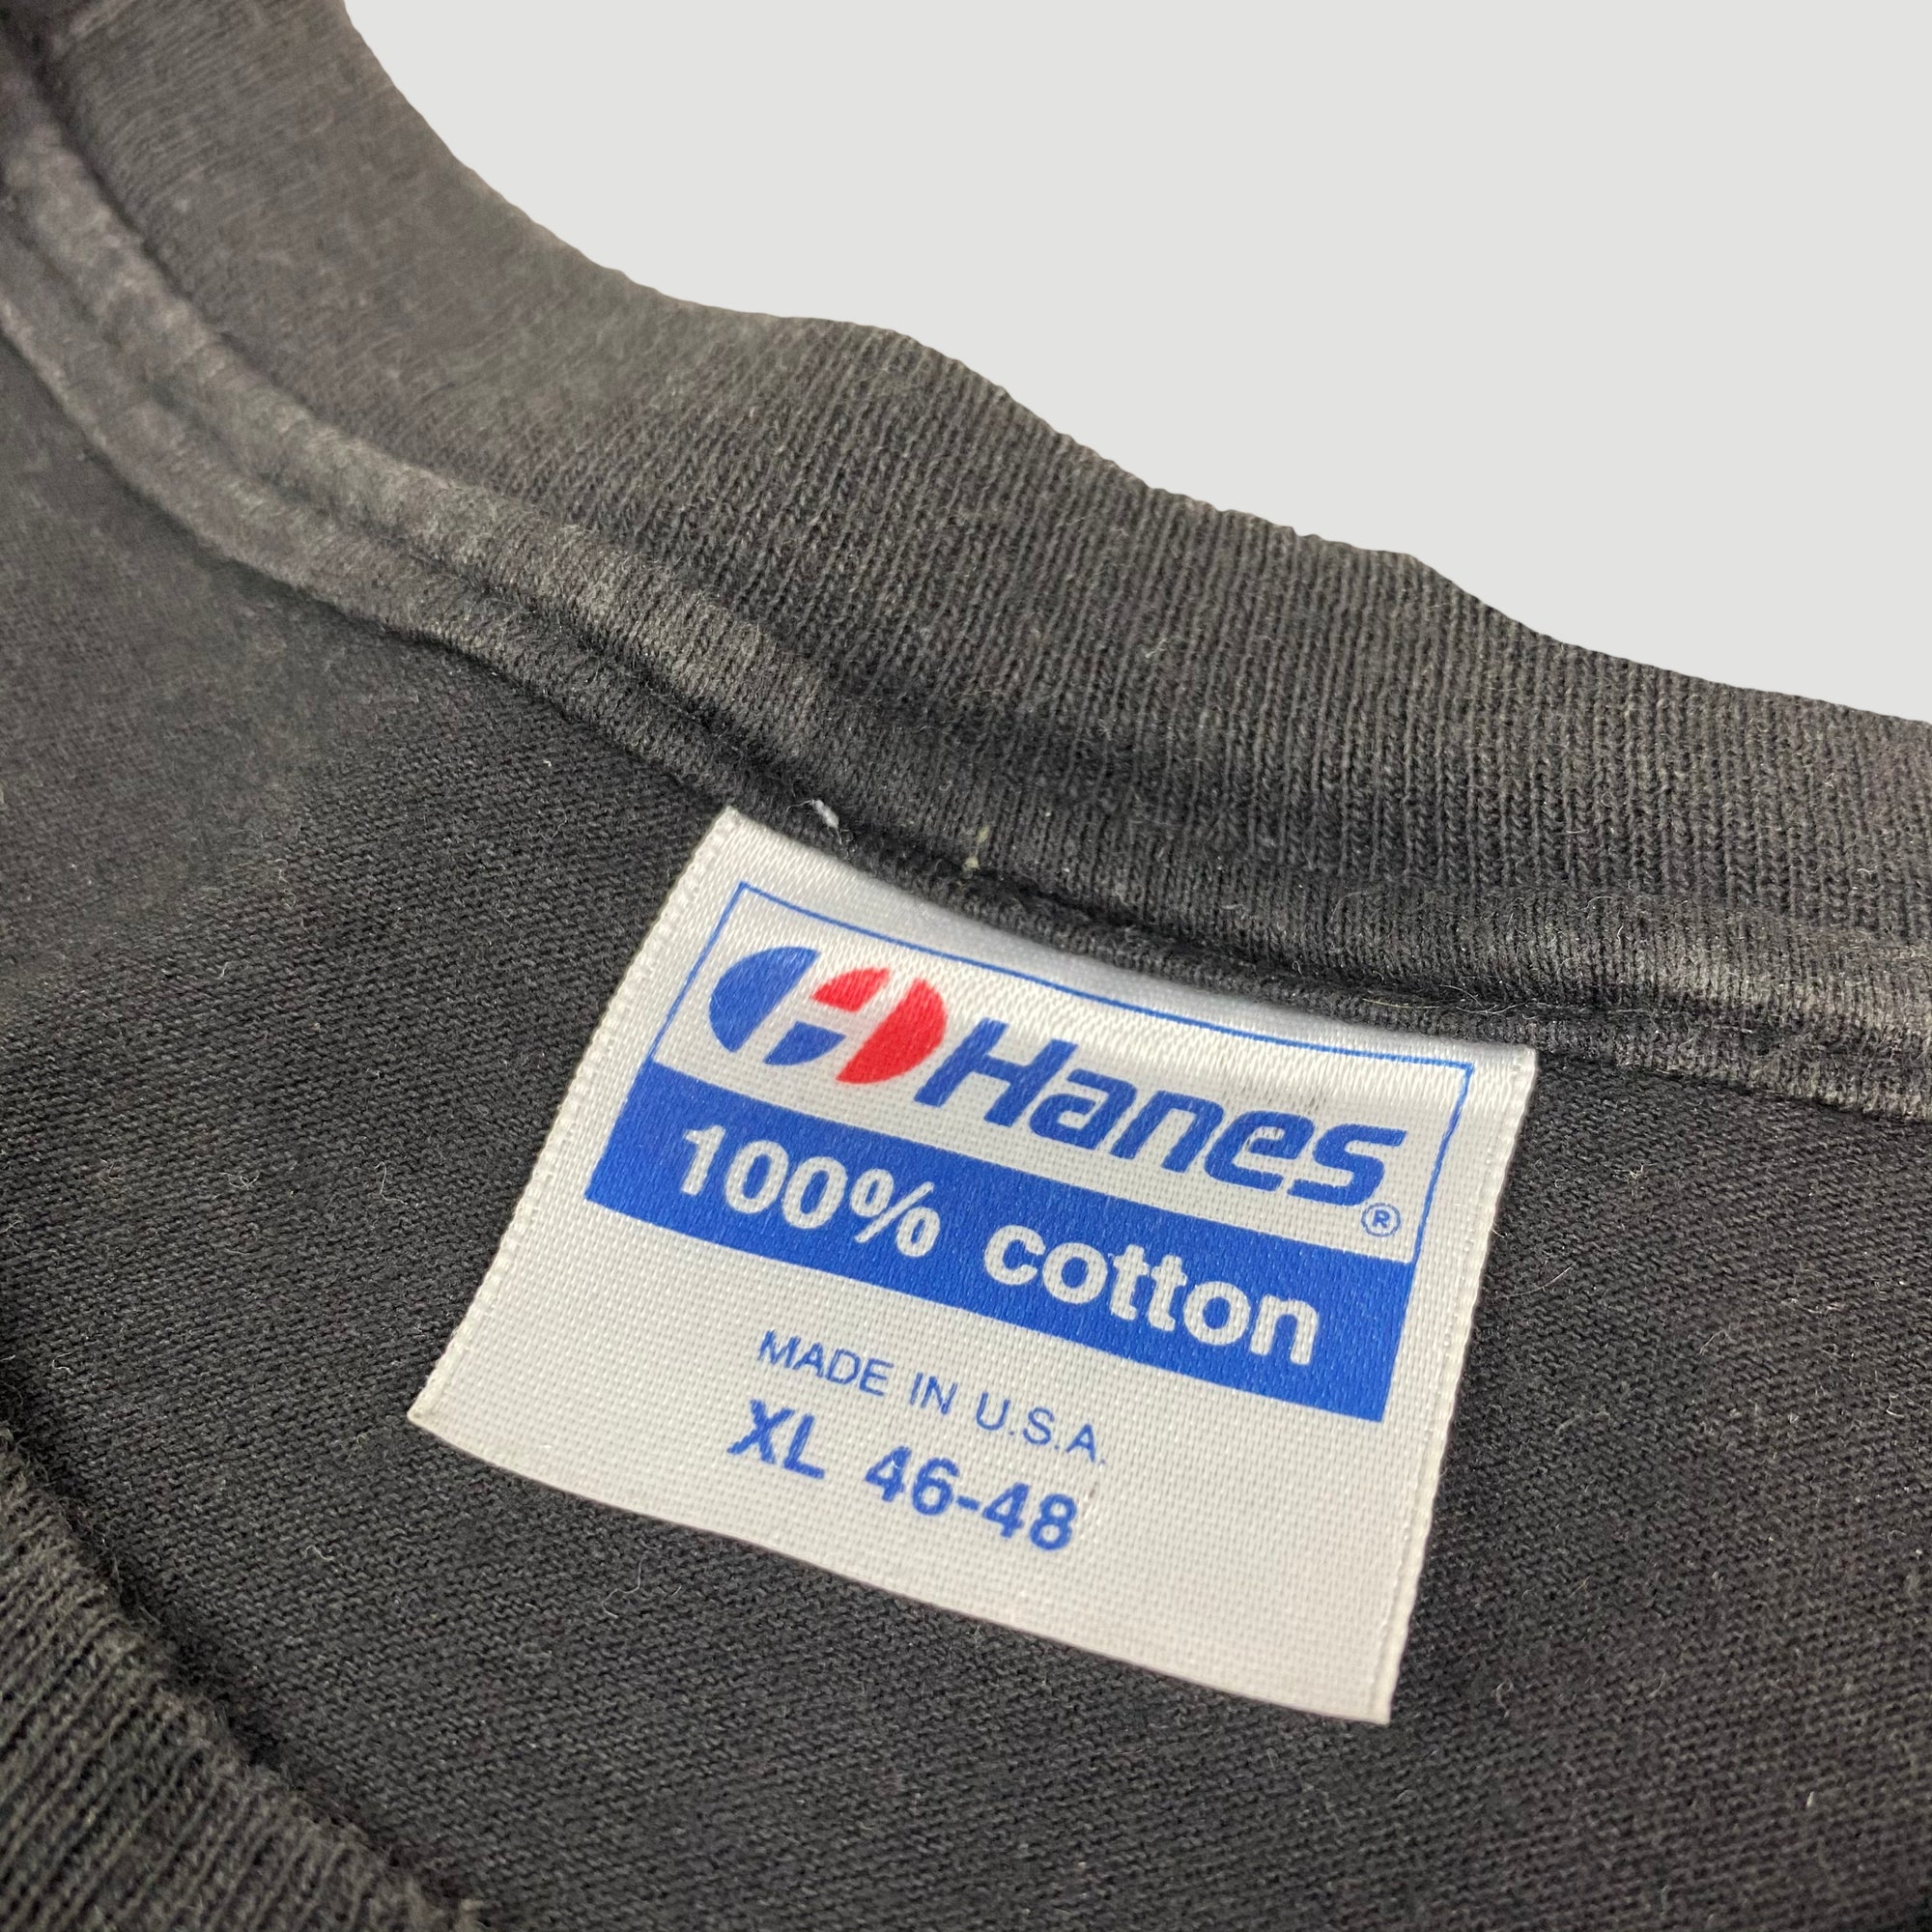 Hanes®
100% cotton
MADE IN U.S.A.
XL 46-48